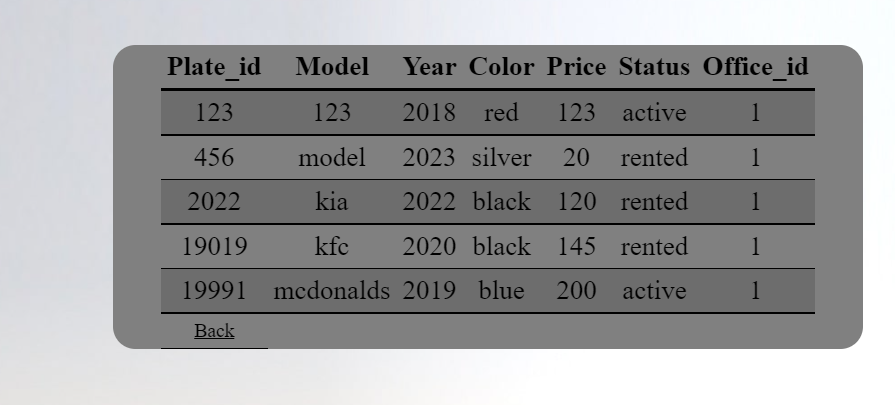 Plate_id Model Year Color Price Status Office_id
123 123 2018 red 123 active 1
456 model 2023 silver 20 rented 1
2022 kia 2022 black 120 rented 1
19019 kfc 2020 black 145 rented 1
19991 mcdonalds 2019 blue 200 active 1
Back